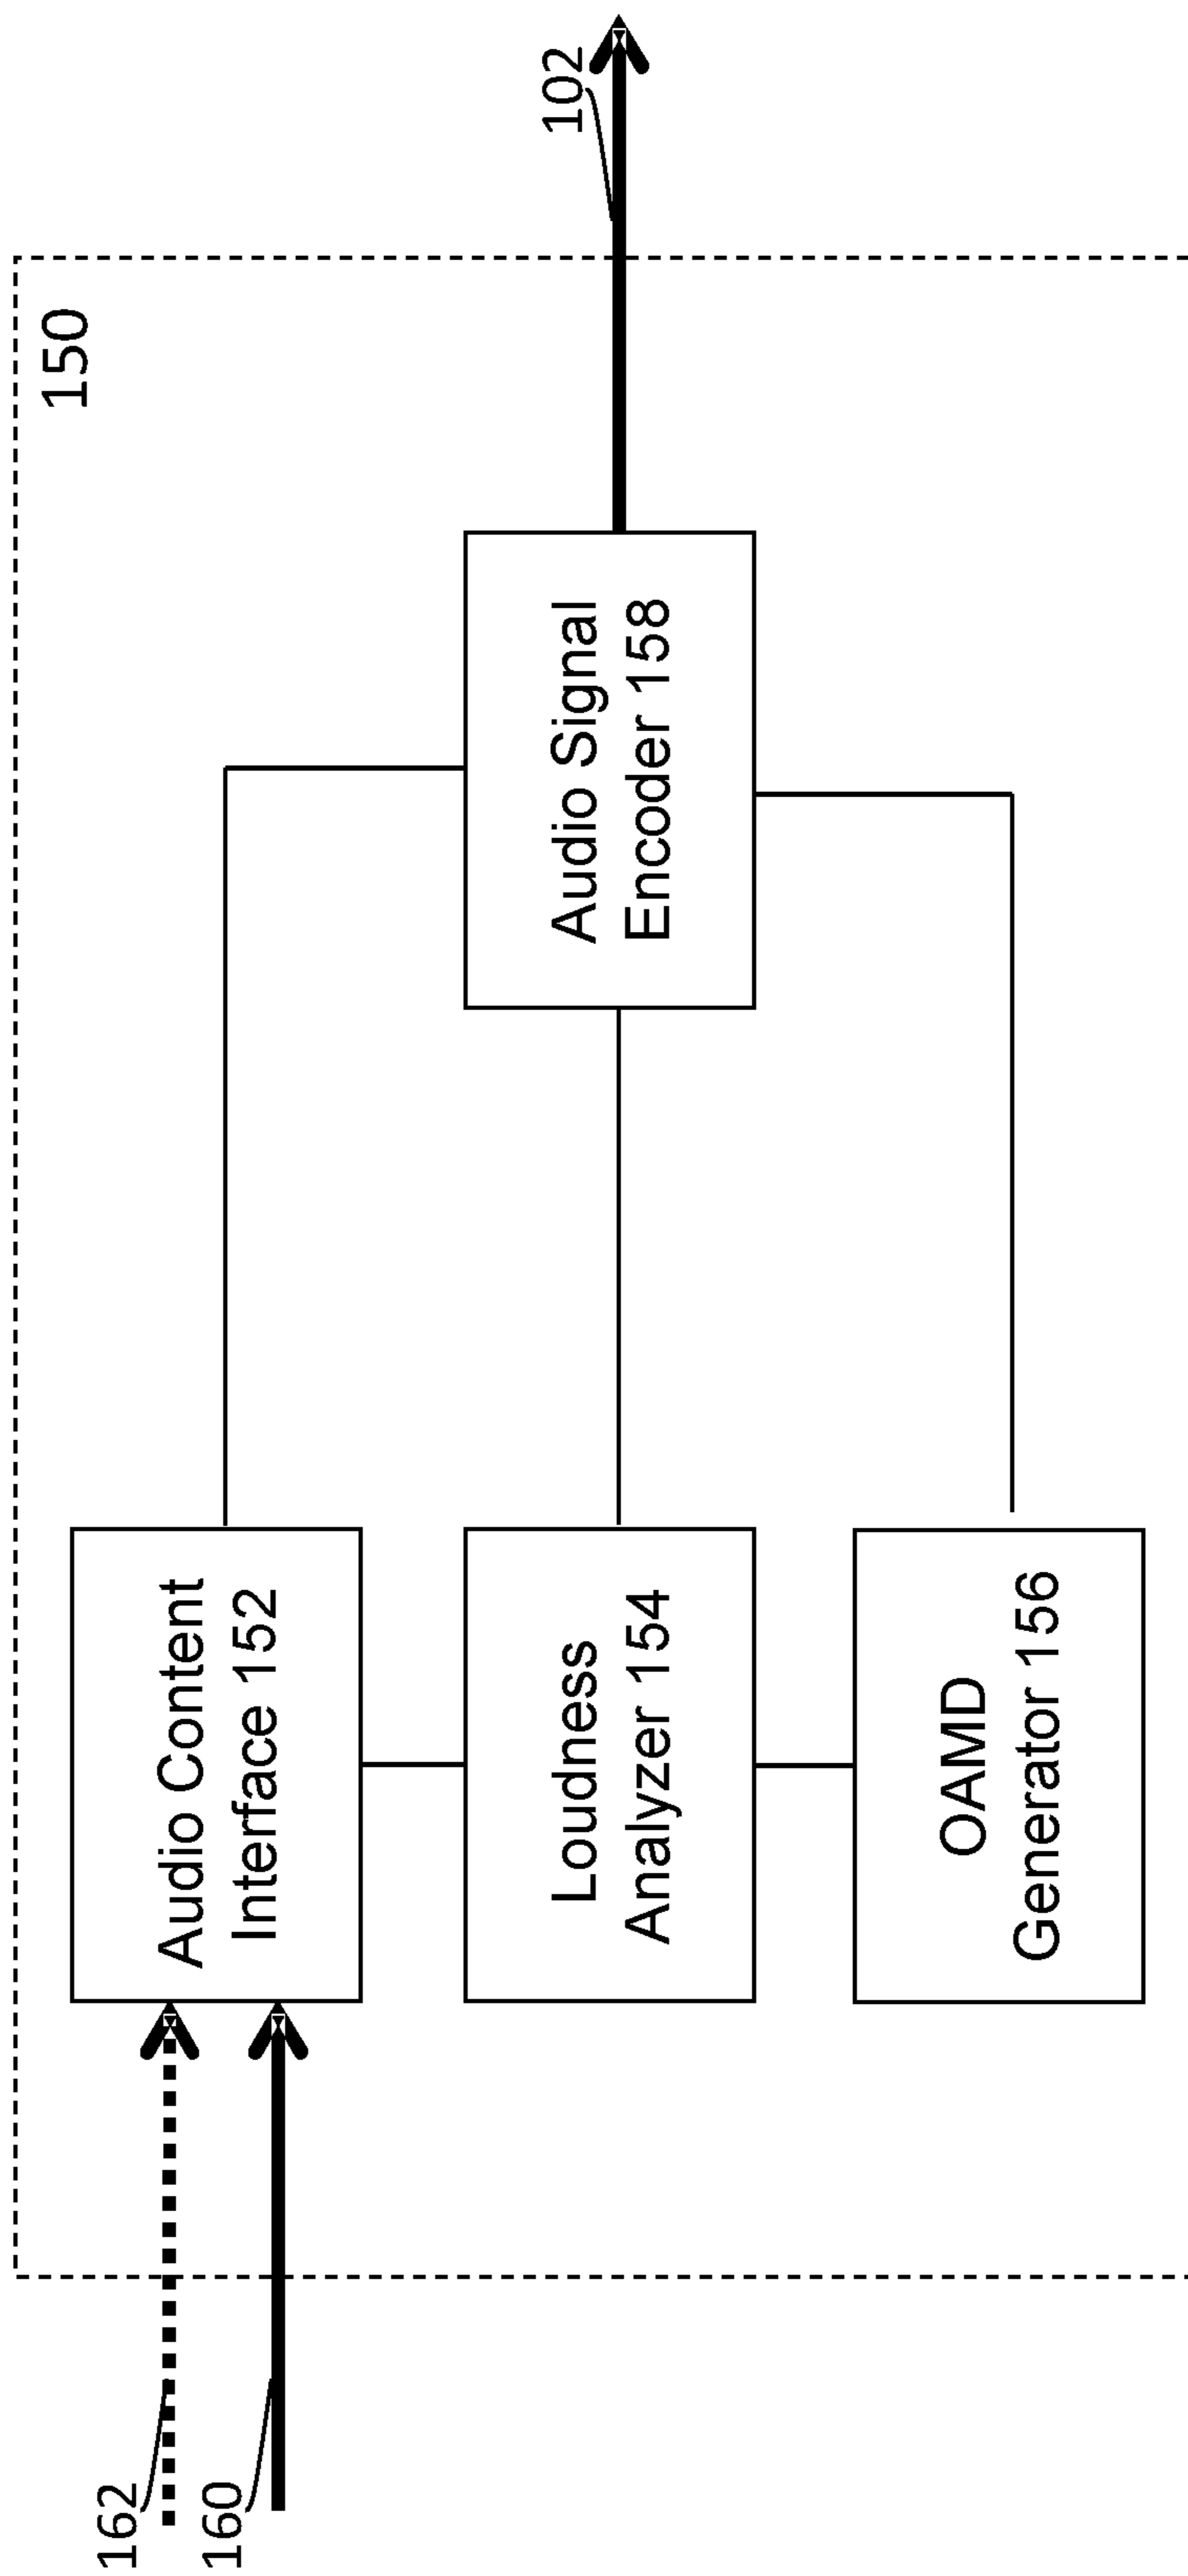 150
162
160
Audio Content
Interface 152
Loudness
Analyzer 154
OAMD
Generator 156
Audio Signal
Encoder 158
102